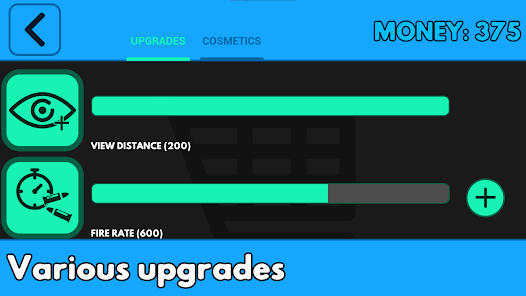 UPGRADES COSMETICS MONEY: 375
VIEW DISTANCE (200)
FIRE RATE (600)
Various upgrades